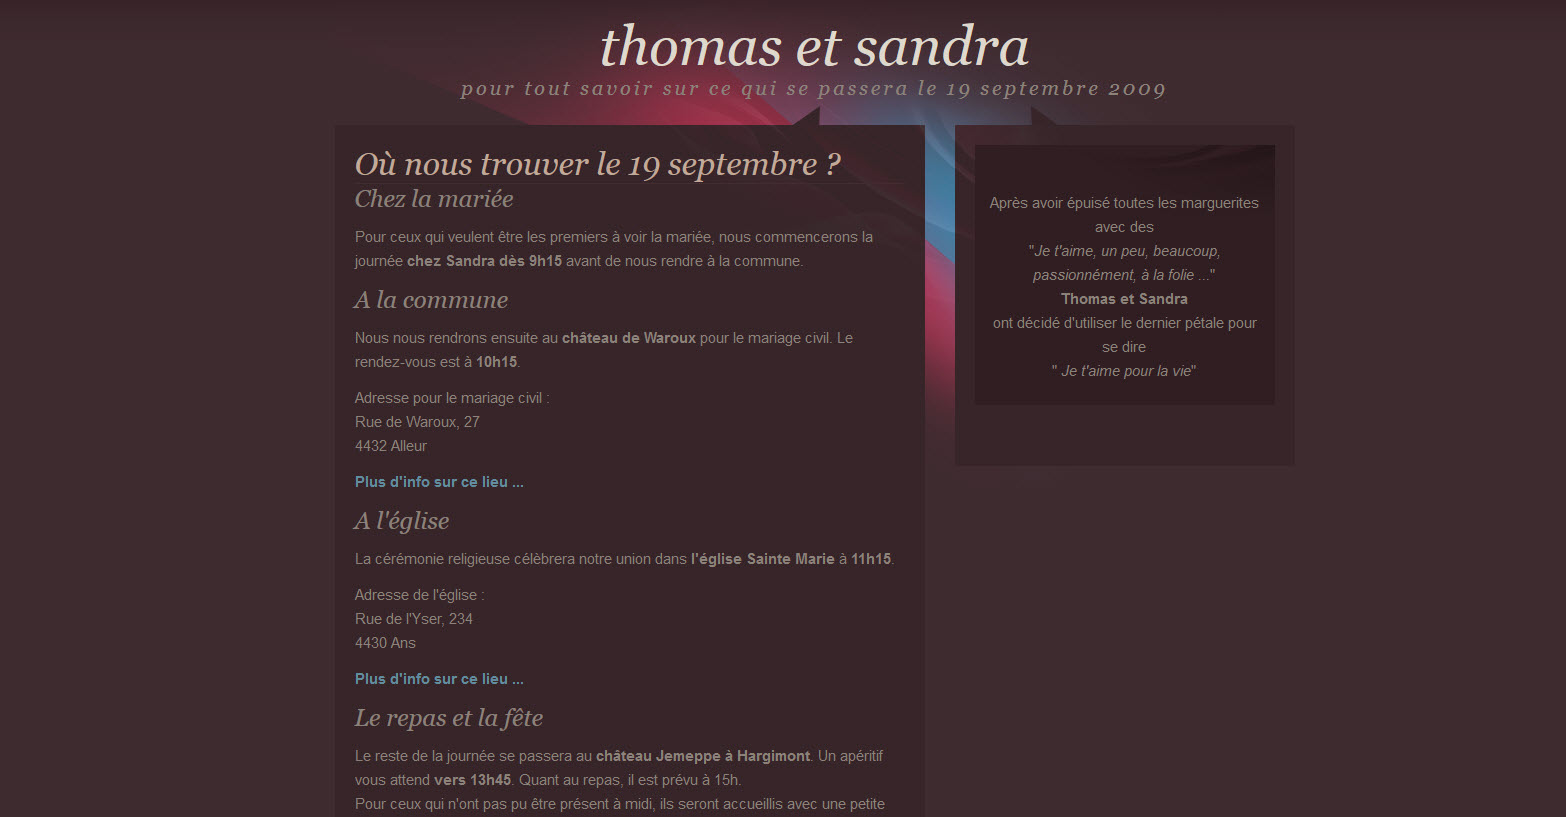 thomas et sandra
pour tout savoir sur ce qui se passera le 19 septembre 2009
Où nous trouver le 19 septembre ?
Chez la mariée
Pour ceux qui veulent être les premiers à voir la mariée, nous commencerons la
journée chez Sandra dès 9h15 avant de nous rendre à la commune.
A la commune
Nous nous rendrons ensuite au château de Waroux pour le mariage civil. Le
rendez-vous est à 10h15.
Adresse pour le mariage civil :
Rue de Waroux, 27
4432 Alleur
Plus d'info sur ce lieu ...
A l'église
La cérémonie religieuse célèbrera notre union dans l'église Sainte Marie à 11h15.
Adresse de l'église :
Rue de l'Yser, 234
4430 Ans
Plus d'info sur ce lieu ...
Le repas et la fête
Le reste de la journée se passera au château Jemeppe à Hargimont. Un apéritif
vous attend vers 13h45. Quant au repas, il est prévu à 15h.
Pour ceux qui n'ont pas pu être présent à midi, ils seront accueillis avec une petite
Après avoir épuisé toutes les marguerites
avec des
"Je t'aime, un peu, beaucoup,
passionnément, à la folie ..."
Thomas et Sandra
ont décidé d'utiliser le dernier pétale pour
se dire
" Je t'aime pour la vie"